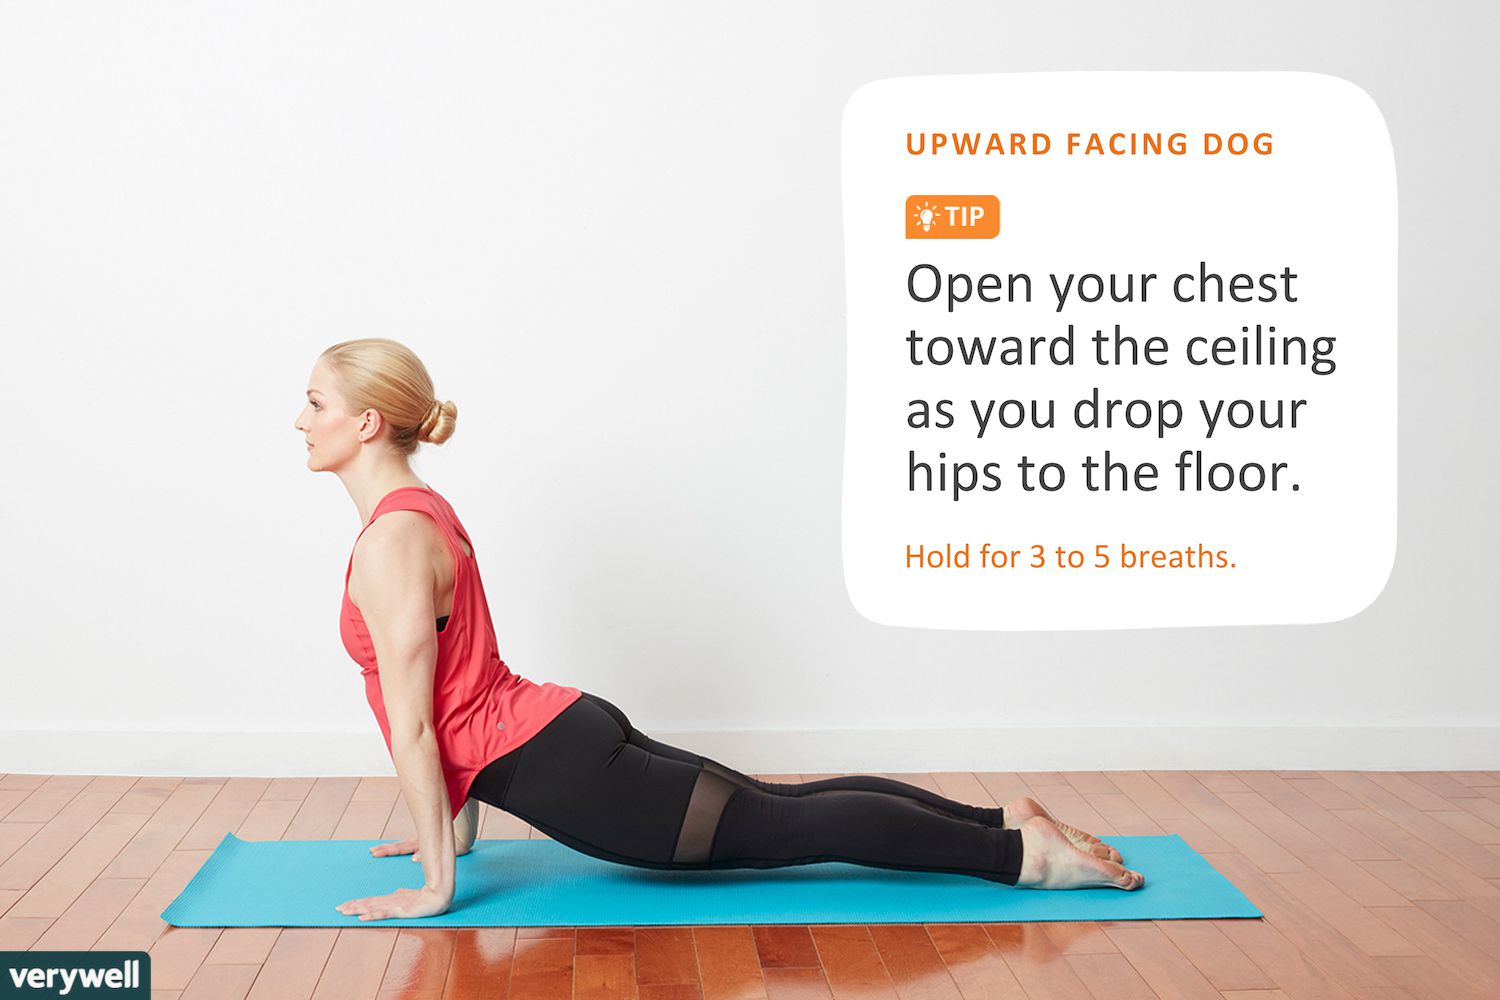 UPWARD FACING DOG
TIP
Open your chest
toward the ceiling
as you drop your
hips to the floor.
Hold for 3 to 5 breaths.
verywell